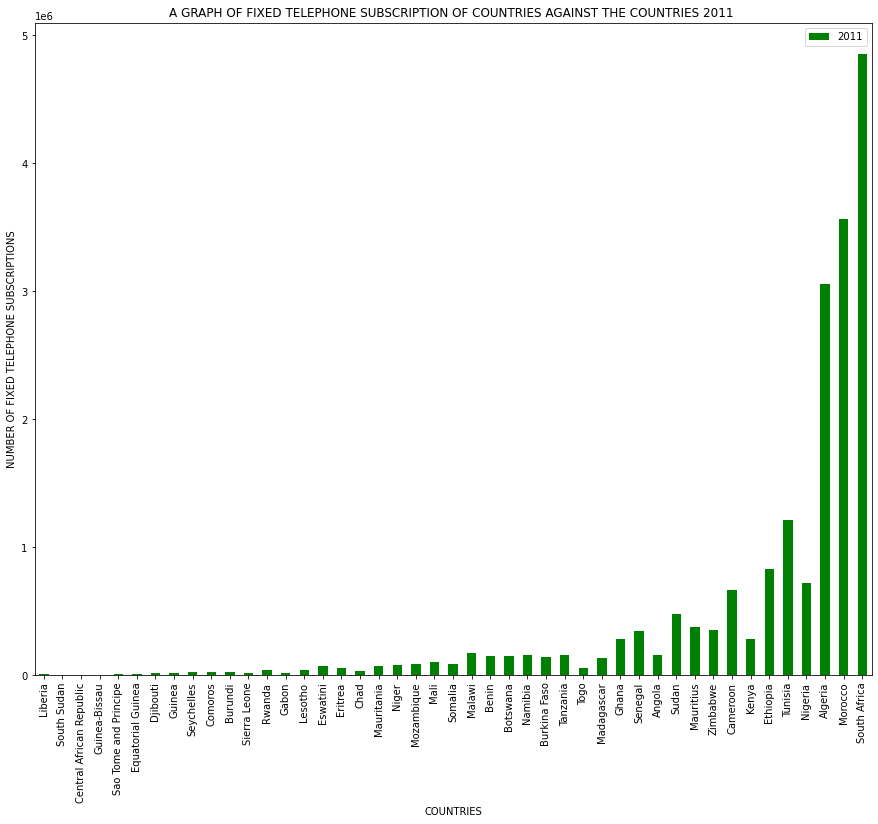 A GRAPH OF FIXED TELEPHONE SUBSCRIPTION OF COUNTRIES AGAINST THE COUNTRIES 2011
1e6
2011
5
4
3
2
1
0
NUMBER OF FIXED TELEPHONE SUBSCRIPTIONS
Liberia
South Sudan
Central African Republic
Guinea-Bissau
Sao Tome and Principe
Equatorial Guinea
Djibouti
Guinea
Seychelles
Comoros
Burundi
Sierra Leone
Rwanda
Gabon
Lesotho
Eswatini
Eritrea
Chad
Mauritania
Niger
Mozambique
Mali
Somalia
Malawi
Benin
Botswana
Namibia
Burkina Faso
Tanzania
Togo
Madagascar
Ghana
Senegal
Angola
Sudan
Mauritius
Zimbabwe
Cameroon
Kenya
Ethiopia
Tunisia
Nigeria
Algeria
Morocco
South Africa
COUNTRIES